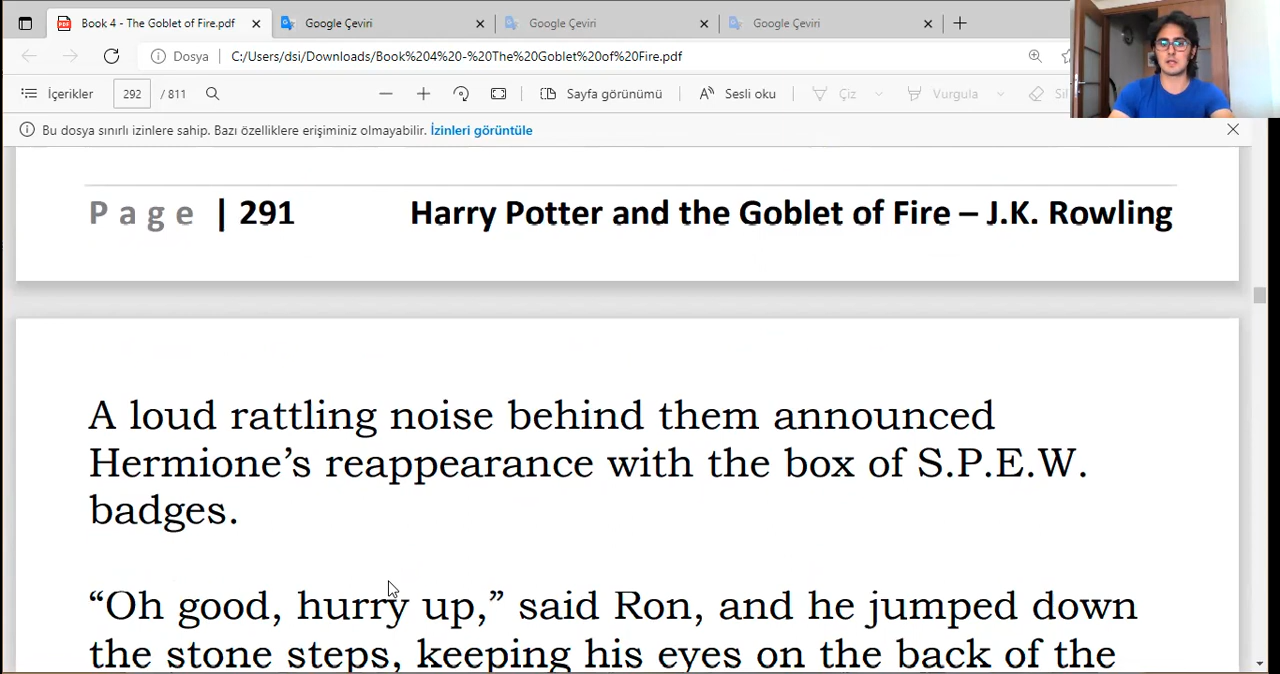 Book 4 - The Goblet of Fire.pdf
Google Çeviri
Google Çeviri
Google Çeviri
Dosya
C:/Users/dsi/Downloads/Book%204%20-%20The%20Goblet%20of%20Fire.pdf
İçerikler
292 / 811
Sayfa görünümü
Sesli oku
Çiz
Vurgula
Sil
Bu dosya sınırlı izinlere sahip. Bazı özelliklere erişiminiz olmayabilir. İzinleri görüntüle
Page | 291 Harry Potter and the Goblet of Fire – J.K. Rowling
A loud rattling noise behind them announced
Hermione’s reappearance with the box of S.P.E.W.
badges.
“Oh good, hurry up,” said Ron, and he jumped down
the stone steps, keeping his eyes on the back of the